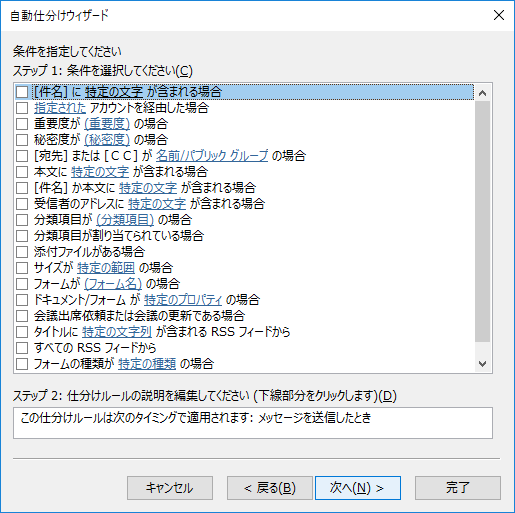 自動仕分けウィザード
条件を指定してください
ステップ 1: 条件を選択してください(C)
[件名] に 特定の文字 が含まれる場合
指定された アカウントを経由した場合
重要度が (重要度) の場合
秘密度が (秘密度) の場合
[宛先] または [ＣＣ] が 名前/パブリック グループ の場合
本文に 特定の文字 が含まれる場合
[件名] か本文に 特定の文字 が含まれる場合
受信者のアドレスに 特定の文字 が含まれる場合
分類項目が (分類項目) の場合
分類項目が割り当てられている場合
添付ファイルがある場合
サイズが 特定の範囲 の場合
フォームが (フォーム名) の場合
ドキュメント/フォーム が 特定のプロパティ の場合
会議出席依頼または会議の更新である場合
タイトルに 特定の文字列 が含まれる RSS フィードから
すべての RSS フィードから
フォームの種類が 特定の種類 の場合
ステップ 2: 仕分けルールの説明を編集してください (下線部分をクリックします)(D)
この仕分けルールは次のタイミングで適用されます: メッセージを送信したとき
キャンセル < 戻る(B) 次へ(N) > 完了